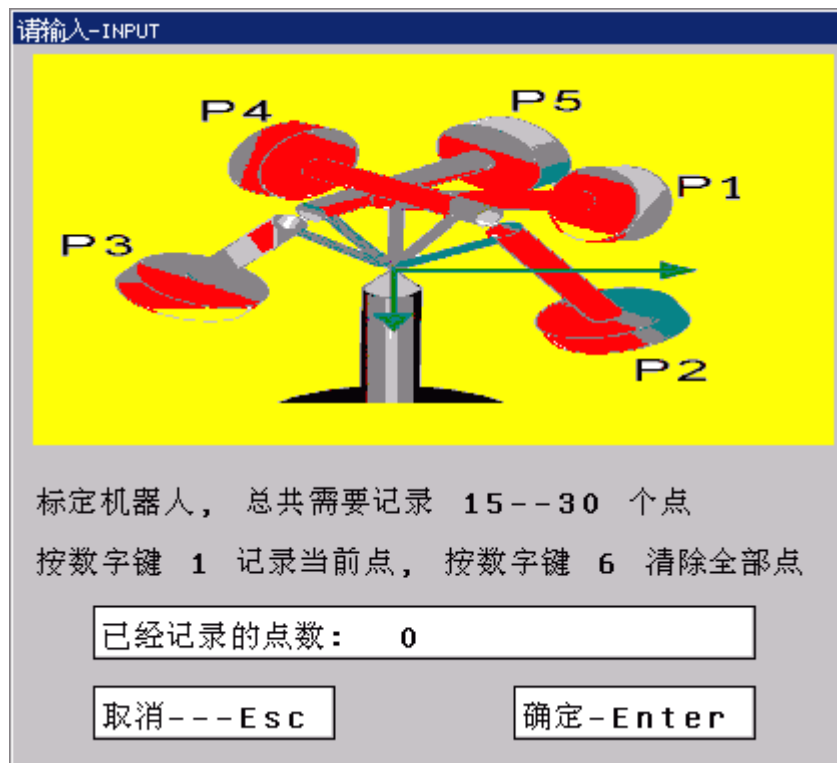 请输入-INPUT
P4
P5
P1
P3
P2
标定机器人, 总共需要记录 15--30 个点
按数字键 1 记录当前点, 按数字键 6 清除全部点
已经记录的点数: 0
取消---Esc
确定-Enter